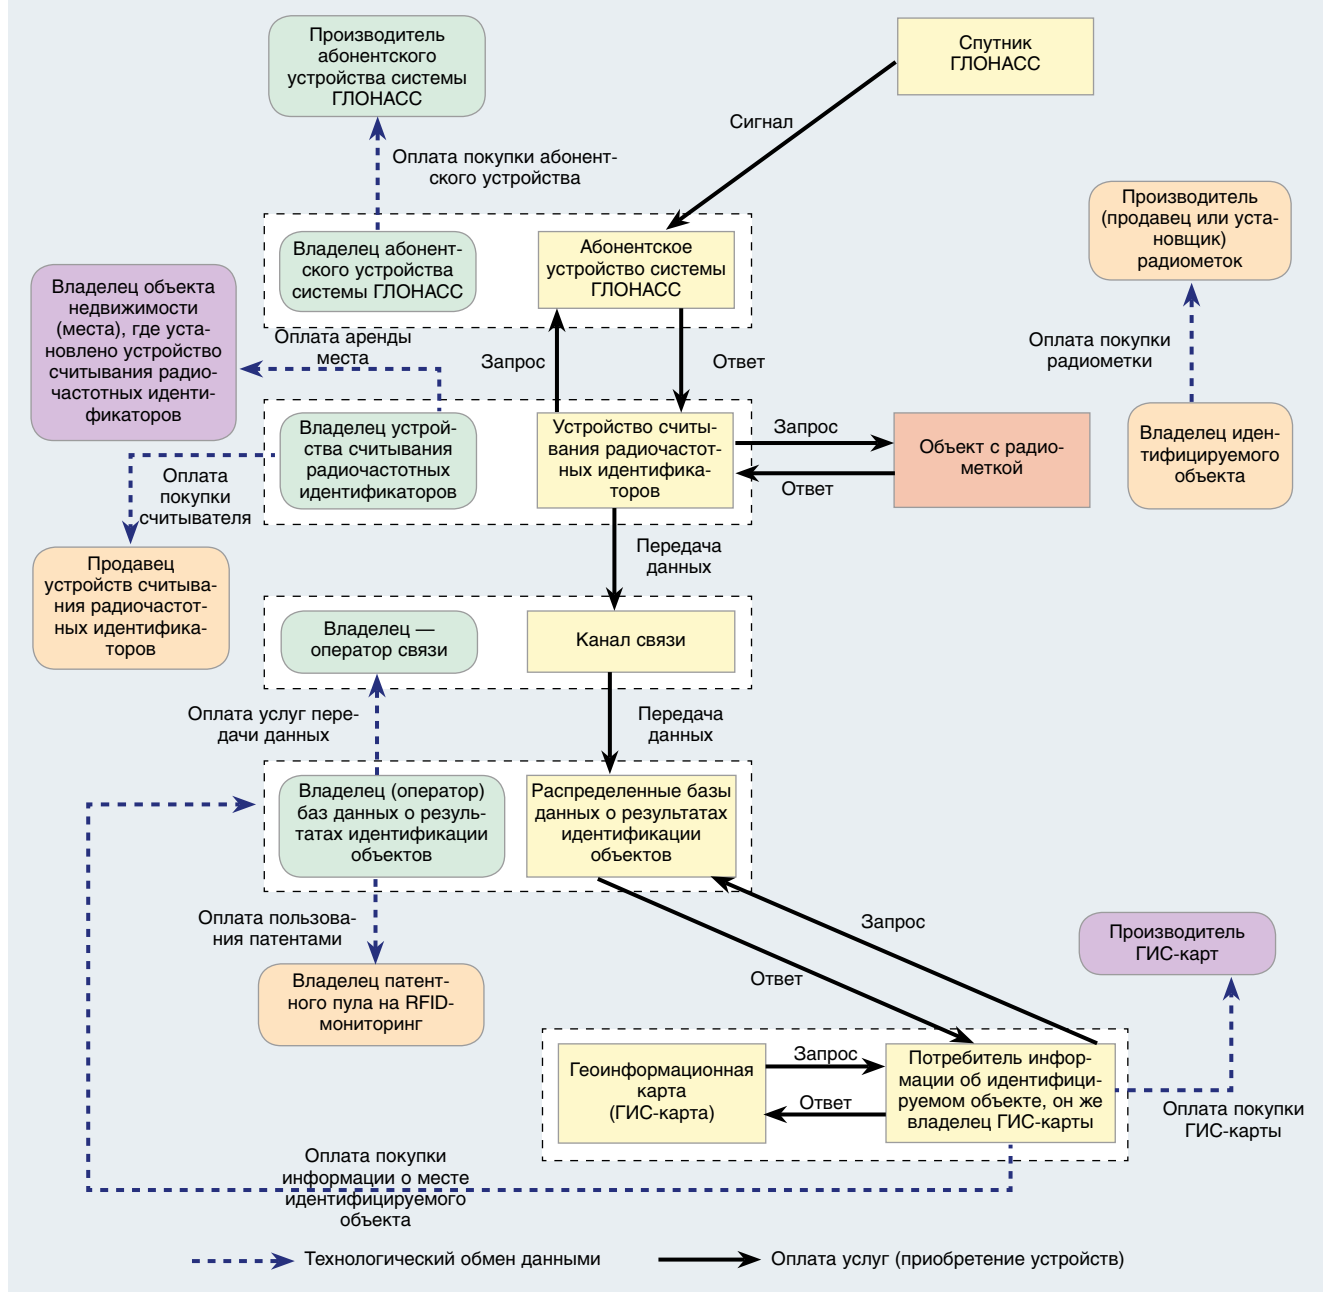 Производитель
абонентского
устройства системы
ГЛОНАСС
Спутник
ГЛОНАСС
Сигнал
Оплата покупки абонент-
ского устройства
Производитель
(продавец или уста-
новщик)
радиометок
Владелец абонент-
ского устройства
системы ГЛОНАСС
Абонентское
устройство системы
ГЛОНАСС
Владелец объекта
недвижимости
(места), где уста-
новлено устройство
считывания радио-
частотных иденти-
фикаторов
Оплата аренды
места
Запрос
Ответ
Оплата покупки
радиометки
Владелец устрой-
ства считывания
радиочастотных
идентификаторов
Устройство считы-
вания радиочастот-
ных идентифика-
торов
Запрос
Ответ
Объект с радио-
меткой
Владелец иден-
тифицируемого
объекта
Оплата
покупки
считывателя
Продавец
устройств считыва-
ния радиочастот-
ных идентифика-
торов
Передача
данных
Владелец —
оператор связи
Канал связи
Оплата услуг пере-
дачи данных
Передача
данных
Владелец (оператор)
баз данных о резуль-
татах идентификации
объектов
Распределенные базы
данных о результатах
идентификации
объектов
Оплата пользова-
ния патентами
Запрос
Ответ
Производитель
ГИС-карт
Владелец патент-
ного пула на RFID-
мониторинг
Геоинформационная
карта
(ГИС-карта)
Запрос
Ответ
Потребитель инфор-
мации об идентифици-
руемом объекте, он же
владелец ГИС-карты
Оплата покупки
ГИС-карты
Оплата покупки
информации о месте
идентифицируемого
объекта
Технологический обмен данными
Оплата услуг (приобретение устройств)